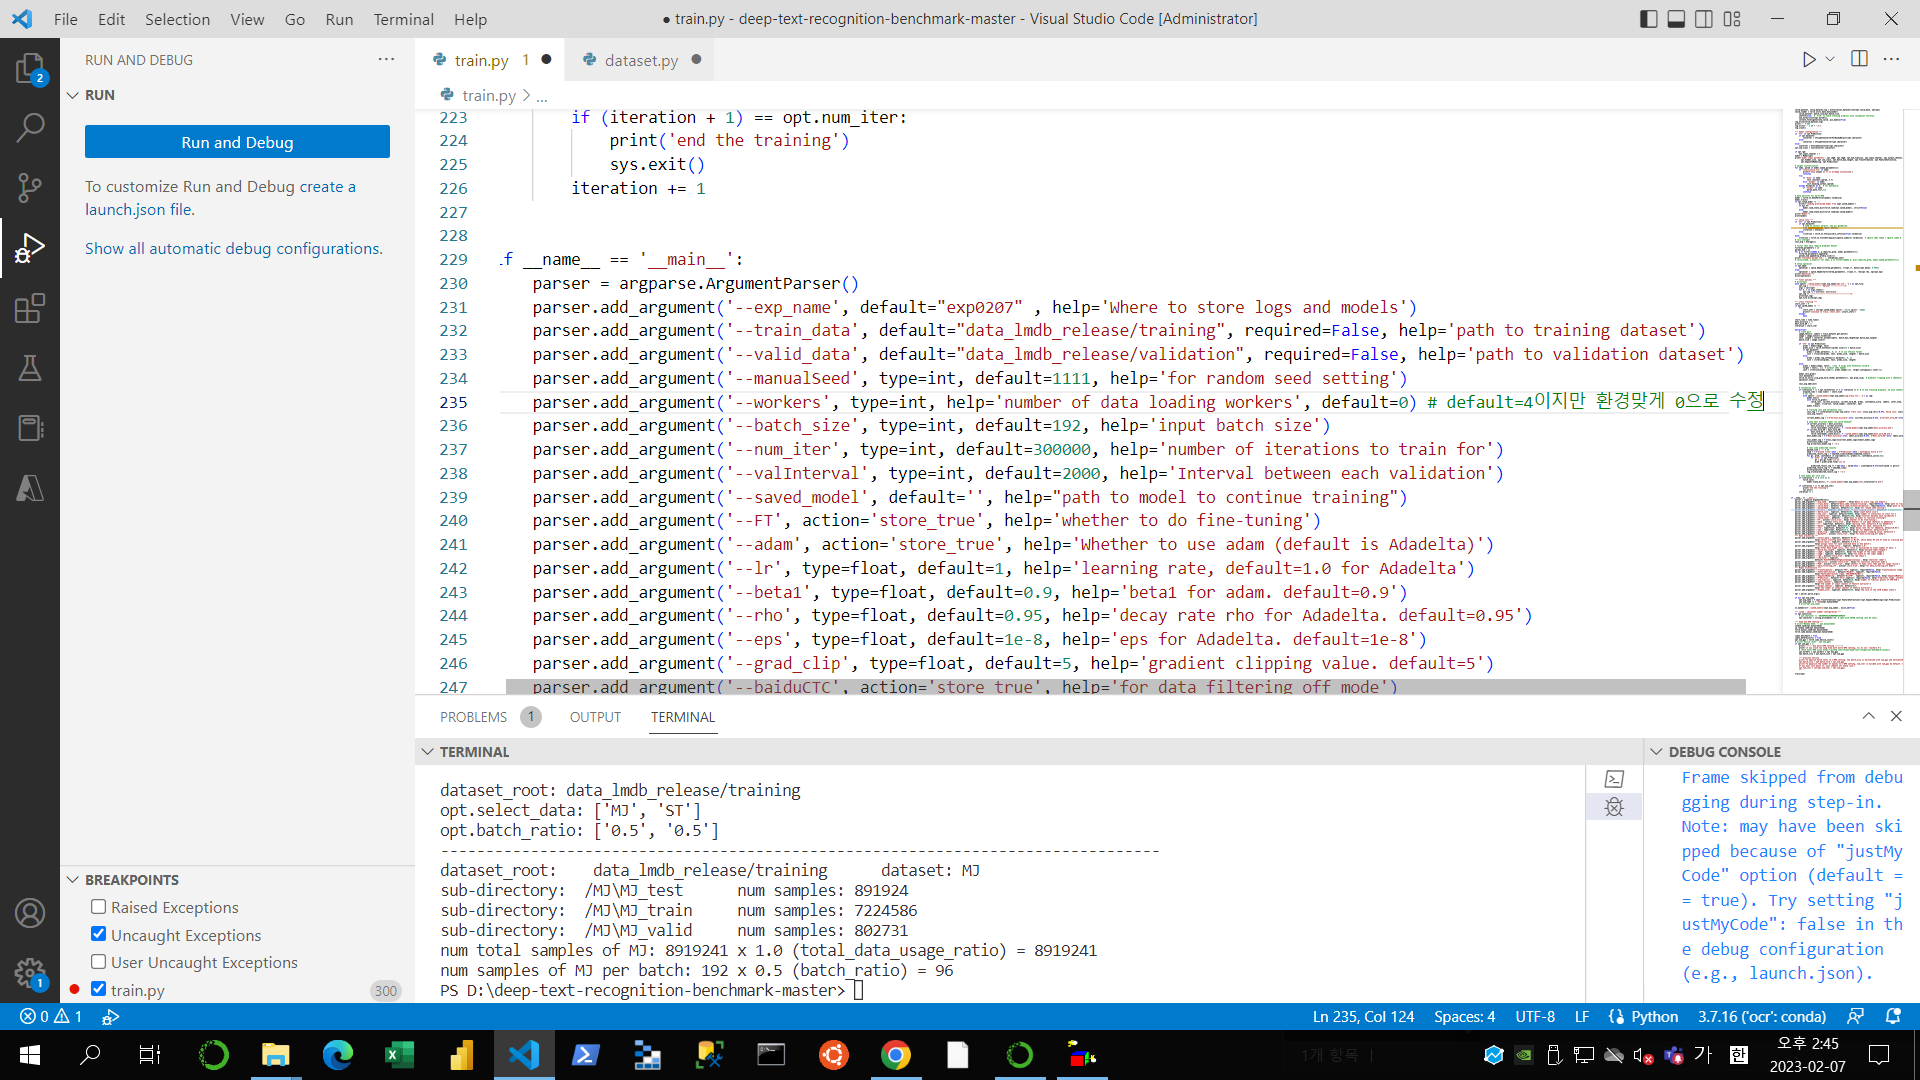 File Edit Selection View Go Run Terminal Help
● train.py - deep-text-recognition-benchmark-master - Visual Studio Code [Administrator]
RUN AND DEBUG
RUN
Run and Debug
To customize Run and Debug create a
launch.json file.
Show all automatic debug configurations.
train.py 1
dataset.py
train.py > ...
223 if (iteration + 1) == opt.num_iter:
224 print('end the training')
225 sys.exit()
226 iteration += 1
227
228
229 if __name__ == '__main__':
230 parser = argparse.ArgumentParser()
231 parser.add_argument('--exp_name', default="exp0207" , help='Where to store logs and models')
232 parser.add_argument('--train_data', default="data_lmdb_release/training", required=False, help='path to training dataset')
233 parser.add_argument('--valid_data', default="data_lmdb_release/validation", required=False, help='path to validation dataset')
234 parser.add_argument('--manualSeed', type=int, default=1111, help='for random seed setting')
235 parser.add_argument('--workers', type=int, help='number of data loading workers', default=0) # default=4이지만 환경맞게 0으로 수정
236 parser.add_argument('--batch_size', type=int, default=192, help='input batch size')
237 parser.add_argument('--num_iter', type=int, default=300000, help='number of iterations to train for')
238 parser.add_argument('--valInterval', type=int, default=2000, help='Interval between each validation')
239 parser.add_argument('--saved_model', default='', help="path to model to continue training")
240 parser.add_argument('--FT', action='store_true', help='whether to do fine-tuning')
241 parser.add_argument('--adam', action='store_true', help='Whether to use adam (default is Adadelta)')
242 parser.add_argument('--lr', type=float, default=1, help='learning rate, default=1.0 for Adadelta')
243 parser.add_argument('--beta1', type=float, default=0.9, help='beta1 for adam. default=0.9')
244 parser.add_argument('--rho', type=float, default=0.95, help='decay rate rho for Adadelta. default=0.95')
245 parser.add_argument('--eps', type=float, default=1e-8, help='eps for Adadelta. default=1e-8')
246 parser.add_argument('--grad_clip', type=float, default=5, help='gradient clipping value. default=5')
247 parser.add_argument('--baiduCTC', action='store_true', help='for data filtering off mode')
PROBLEMS 1 OUTPUT TERMINAL
TERMINAL
dataset_root: data_lmdb_release/training
opt.select_data: ['MJ', 'ST']
opt.batch_ratio: ['0.5', '0.5']
--------------------------------------------------------------------------------
dataset_root: data_lmdb_release/training dataset: MJ
sub-directory: /MJ\MJ_test num samples: 891924
sub-directory: /MJ\MJ_train num samples: 7224586
sub-directory: /MJ\MJ_valid num samples: 802731
num total samples of MJ: 8919241 x 1.0 (total_data_usage_ratio) = 8919241
num samples of MJ per batch: 192 x 0.5 (batch_ratio) = 96
PS D:\deep-text-recognition-benchmark-master>
DEBUG CONSOLE
Frame skipped from debu
gging during step-in.
Note: may have been ski
pped because of "justMy
Code" option (default =
= true). Try setting "j
ustMyCode": false in th
e debug configuration
(e.g., launch.json).
BREAKPOINTS
Raised Exceptions
Uncaught Exceptions
User Uncaught Exceptions
train.py 300
2
1
0 1
Ln 235, Col 124 Spaces: 4 UTF-8 LF Python 3.7.16 ('ocr': conda)
1개 항목
가 한
오후 2:45
2023-02-07